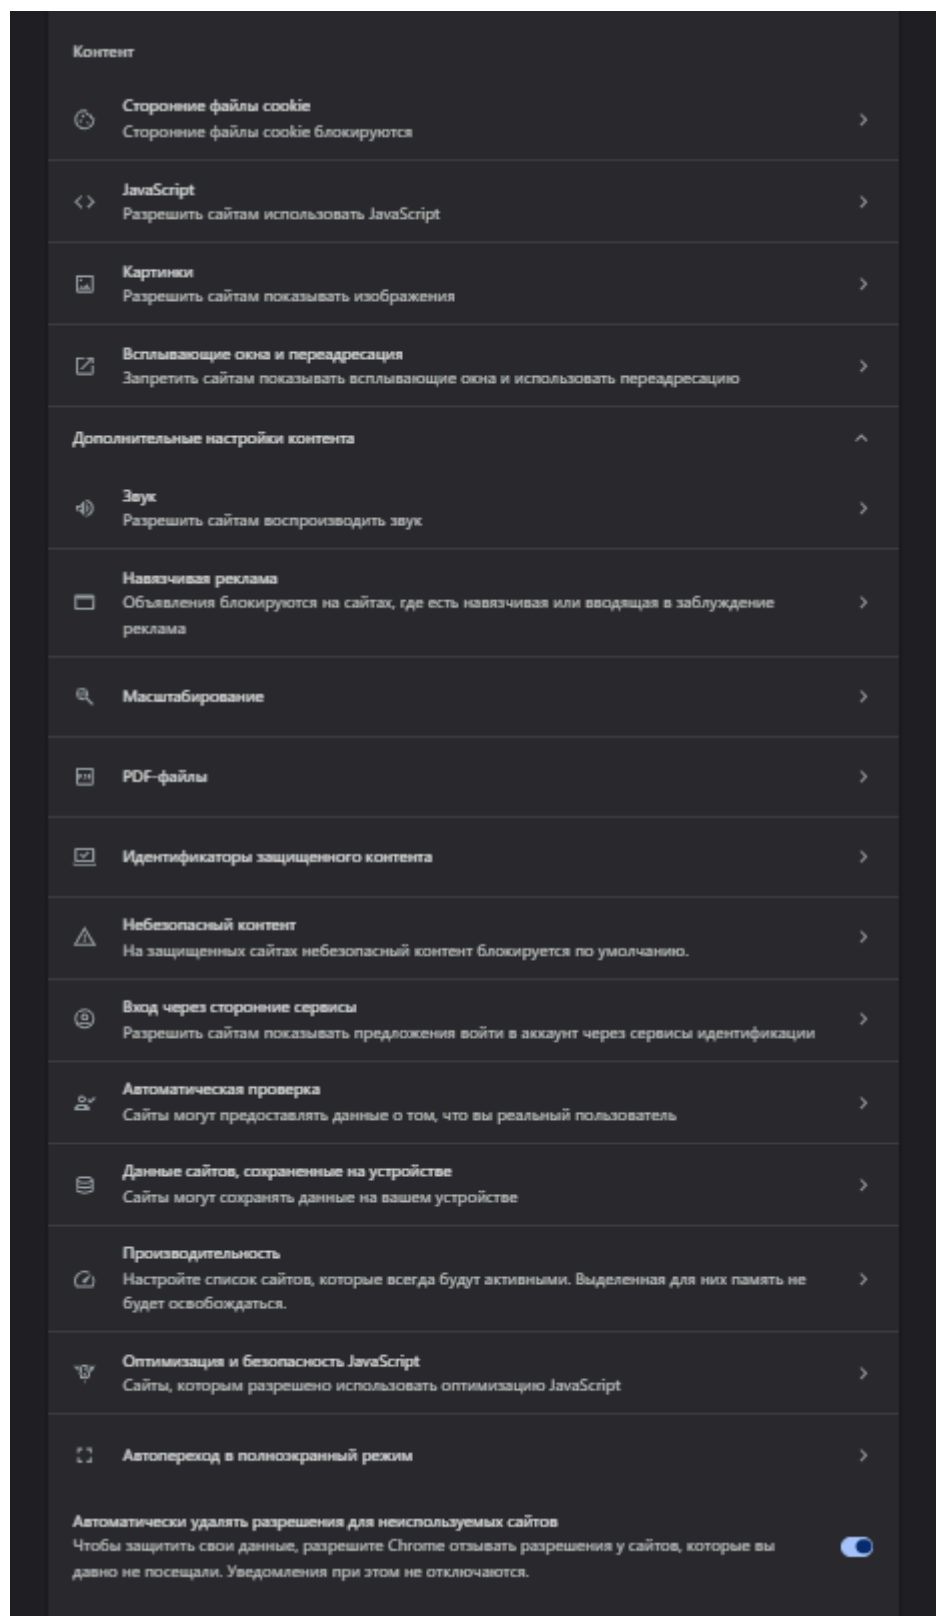 Контент
Сторонние файлы cookie
Сторонние файлы cookie блокируются
JavaScript
Разрешить сайтам использовать JavaScript
Картинки
Разрешить сайтам показывать изображения
Всплывающие окна и переадресация
Запретить сайтам показывать всплывающие окна и использовать переадресацию
Дополнительные настройки контента
Звук
Разрешить сайтам воспроизводить звук
Навязчивая реклама
Объявления блокируются на сайтах, где есть навязчивая или вводящая в заблуждение
реклама
Масштабирование
PDF-файлы
Идентификаторы защищенного контента
Небезопасный контент
На защищенных сайтах небезопасный контент блокируется по умолчанию.
Вход через сторонние сервисы
Разрешить сайтам показывать предложения войти в аккаунт через сервисы идентификации
Автоматическая проверка
Сайты могут предоставлять данные о том, что вы реальный пользователь
Данные сайтов, сохраненные на устройстве
Сайты могут сохранять данные на вашем устройстве
Производительность
Настройте список сайтов, которые всегда будут активными. Выделенная для них память не
будет освобождаться.
Оптимизация и безопасность JavaScript
Сайты, которым разрешено использовать оптимизацию JavaScript
Автопереход в полноэкранный режим
Автоматически удалять разрешения для неиспользуемых сайтов
Чтобы защитить свои данные, разрешите Chrome отзывать разрешения у сайтов, которые вы
давно не посещали. Уведомления при этом не отключаются.